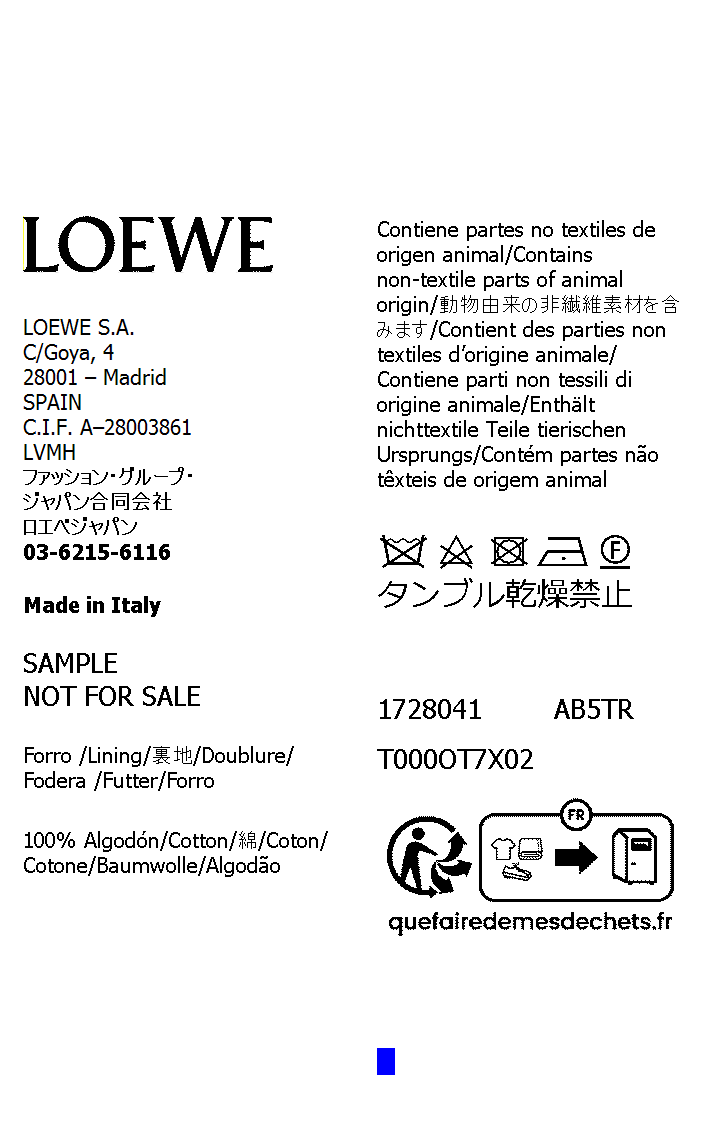 LOEWE
LOEWE S.A.
C/Goya, 4
28001 – Madrid
SPAIN
C.I.F. A–28003861
LVMH
ファッション・グループ・
ジャパン合同会社
ロエベジャパン
03-6215-6116
Made in Italy
SAMPLE
NOT FOR SALE
Forro /Lining/裏地/Doublure/
Fodera /Futter/Forro
100% Algodón/Cotton/綿/Coton/
Cotone/Baumwolle/Algodão
Contiene partes no textiles de
origen animal/Contains
non-textile parts of animal
origin/動物由来の非繊維素材を含
みます/Contient des parties non
textiles d’origine animale/
Contiene parti non tessili di
origine animale/Enthält
nichttextile Teile tierischen
Ursprungs/Contém partes não
têxteis de origem animal
F
タンブル乾燥禁止
1728041 AB5TR
T000OT7X02
FR
quefairedemesdechets.fr